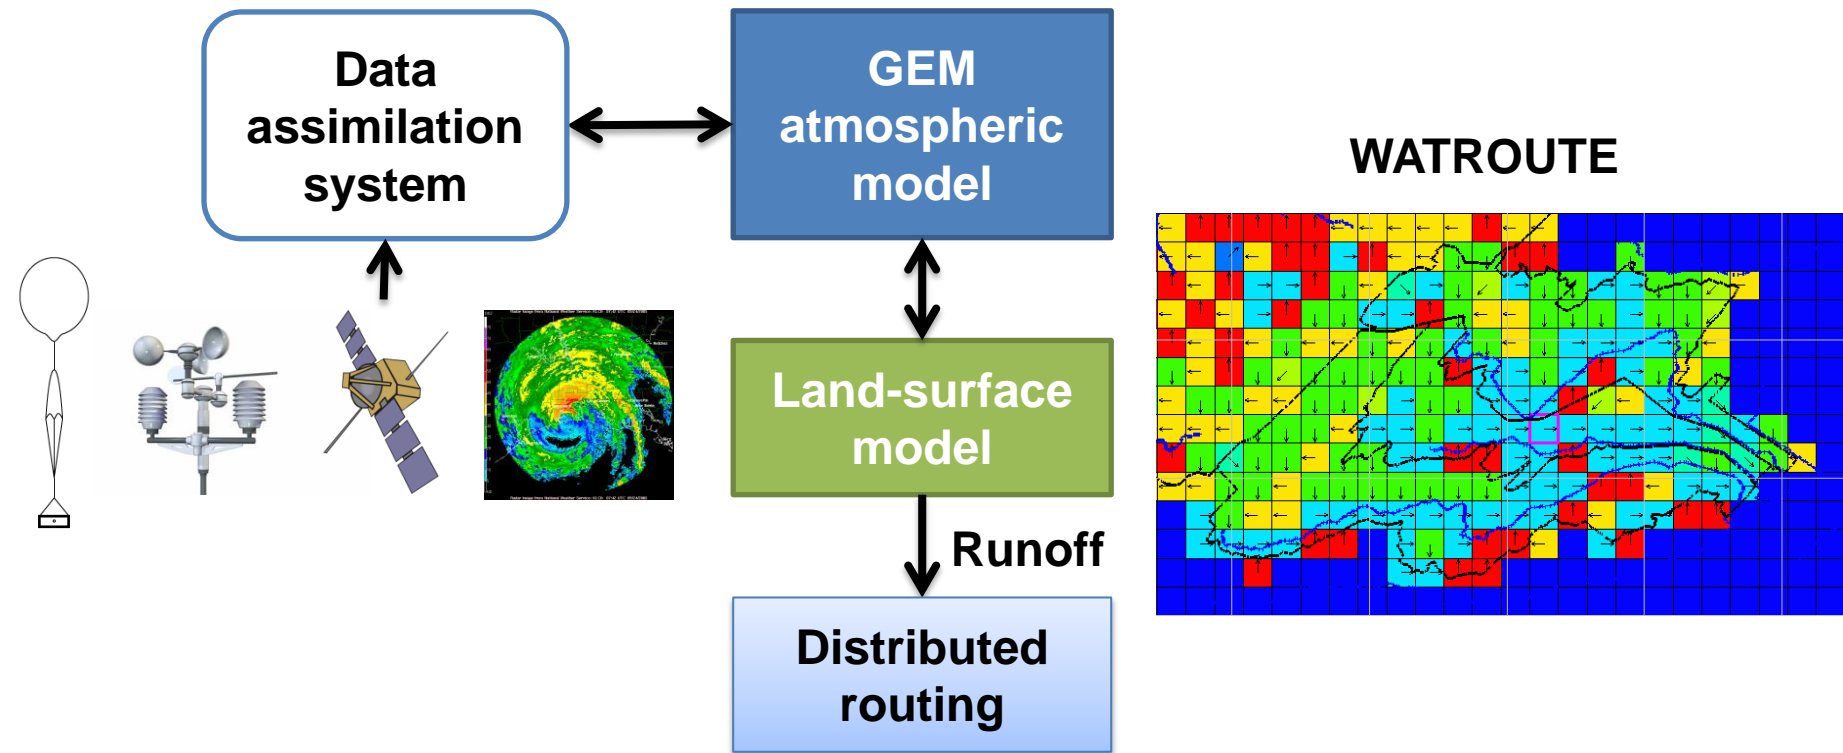 Data
assimilation
system
GEM
atmospheric
model
WATROUTE
Land-surface
model
Runoff
Distributed
routing